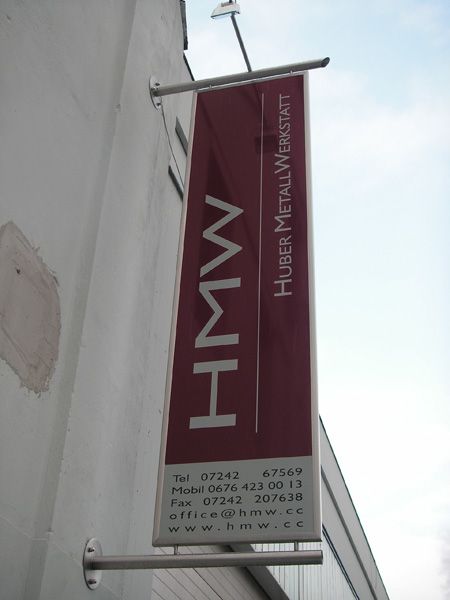 HMW
HUBER METALLWERKSTATT
Tel 07242 67569
Mobil 0676 423 00 13
Fax 07242 207638
office@hmw.cc
www.hmw.cc